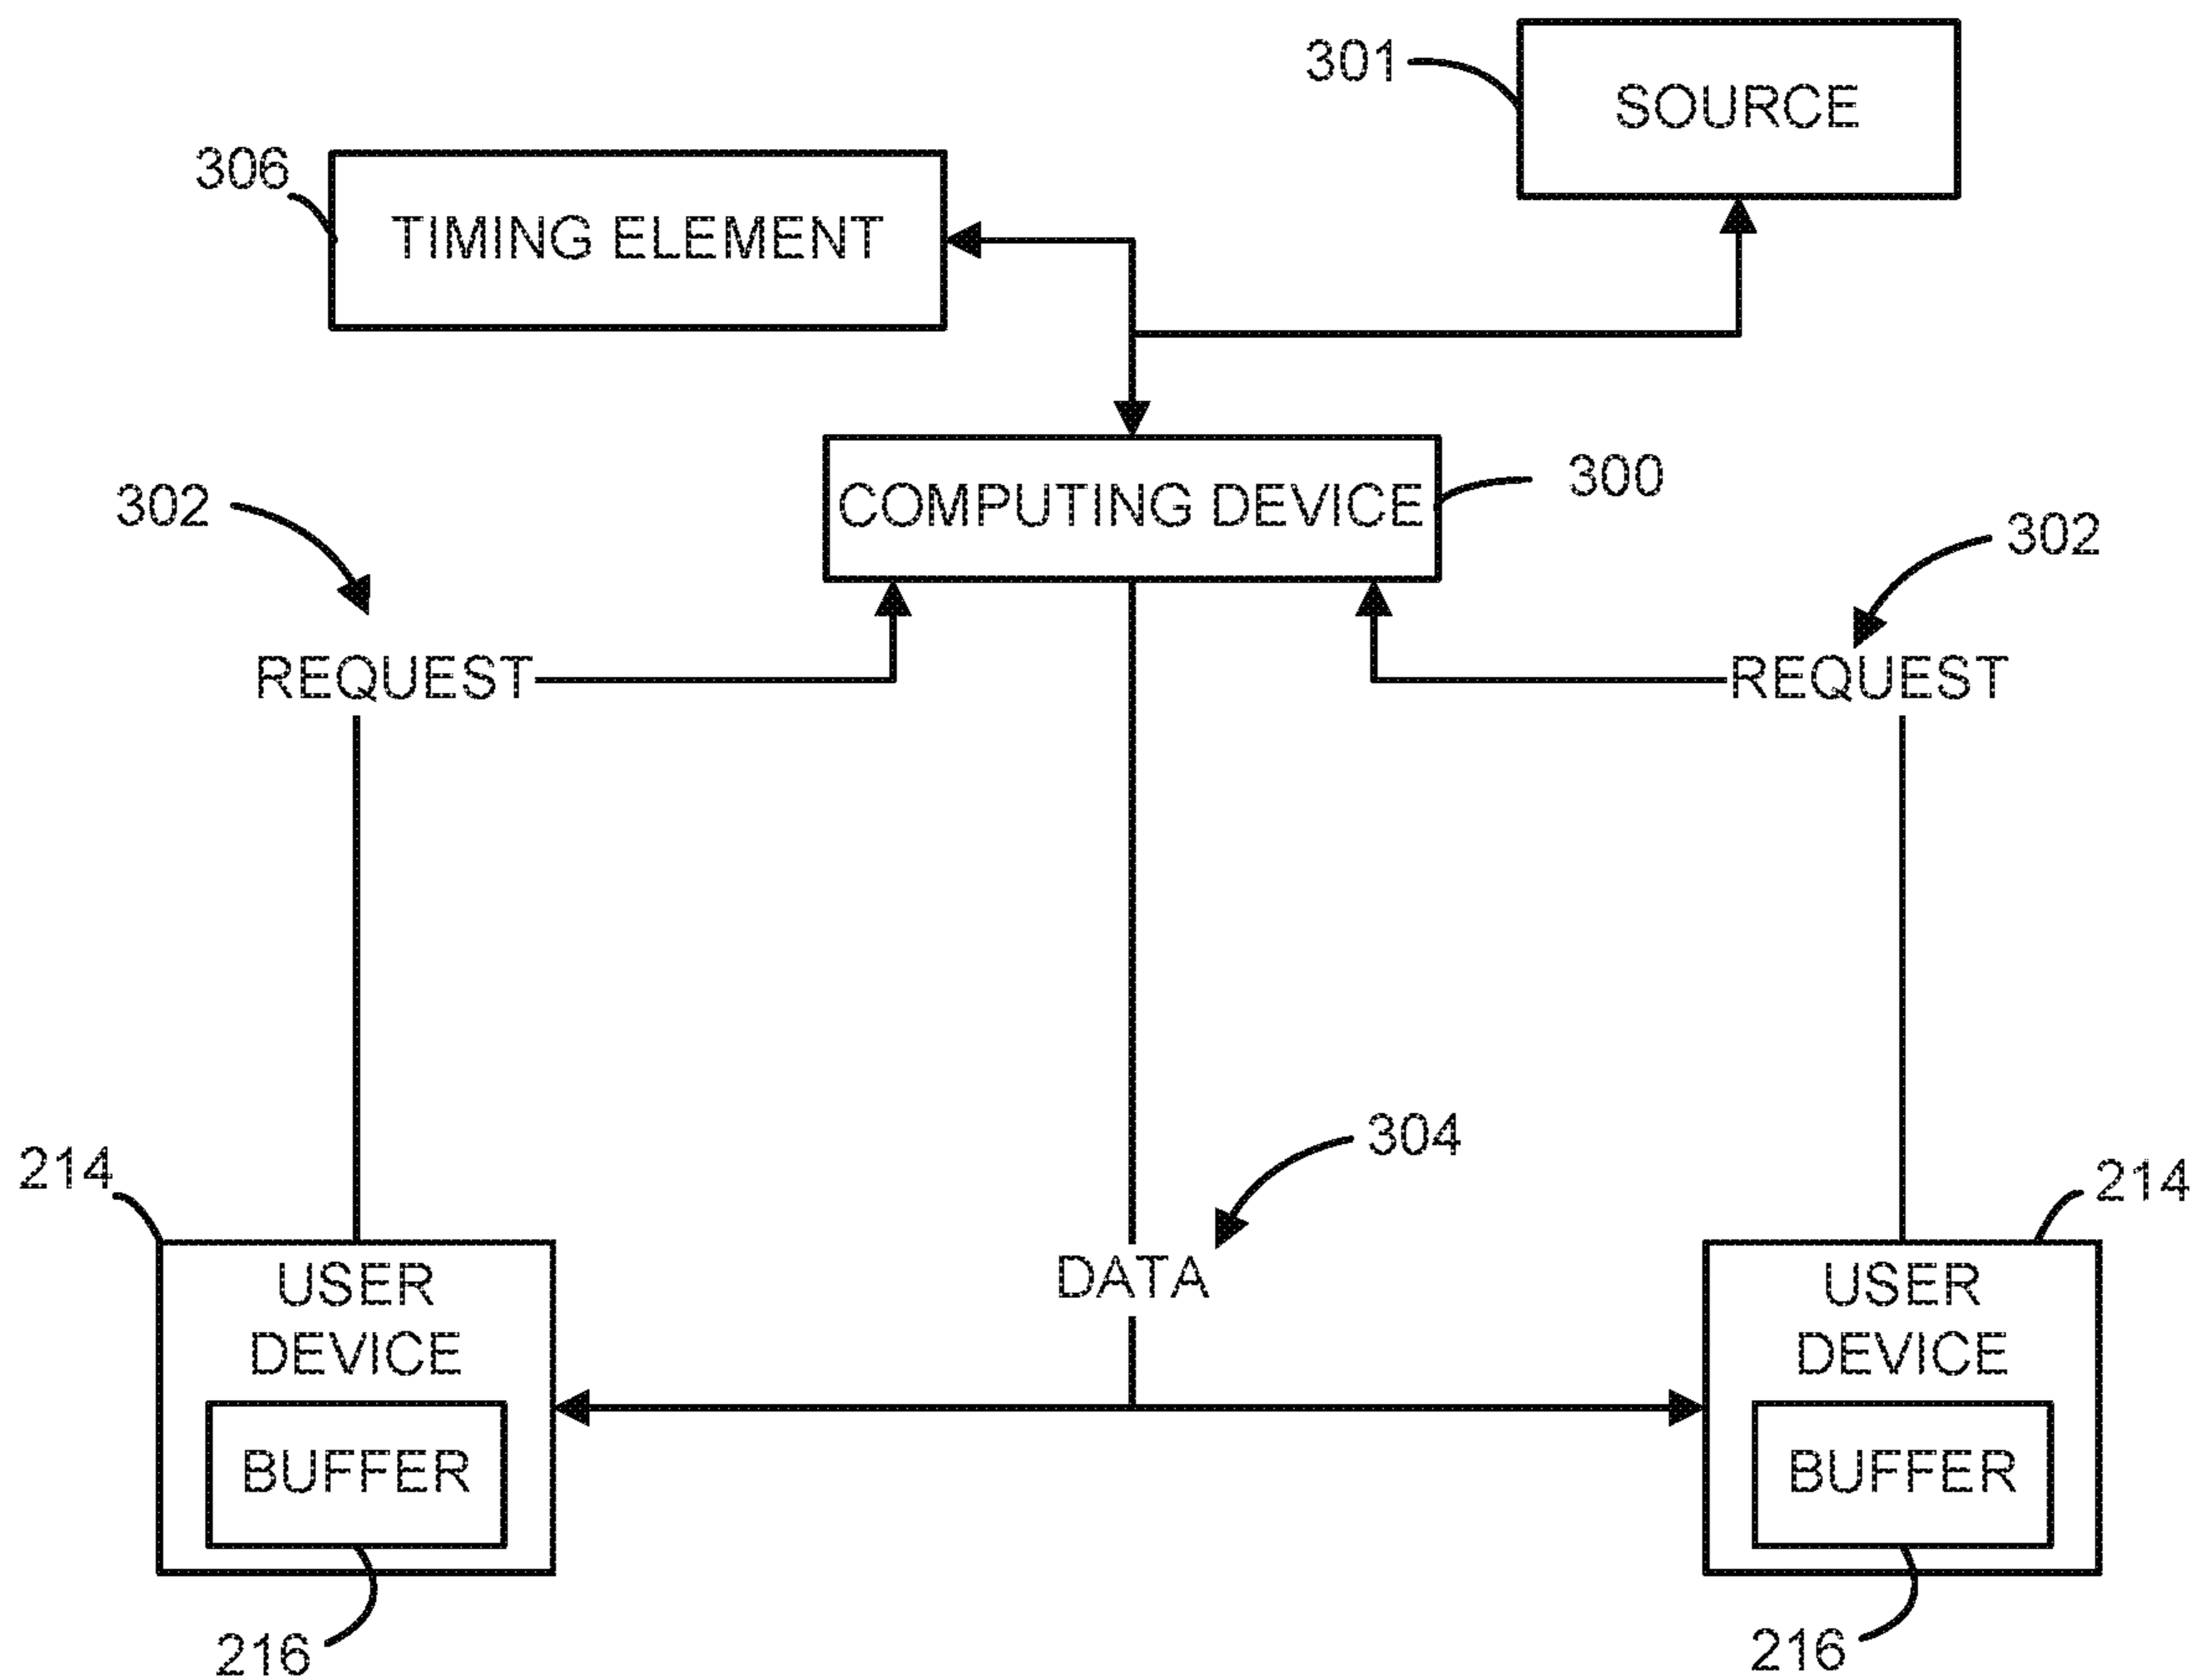 301
SOURCE
306
TIMING ELEMENT
300
COMPUTING DEVICE
302
302
REQUEST
REQUEST
304
214
214
DATA
USER
DEVICE
BUFFER
USER
DEVICE
BUFFER
216
216